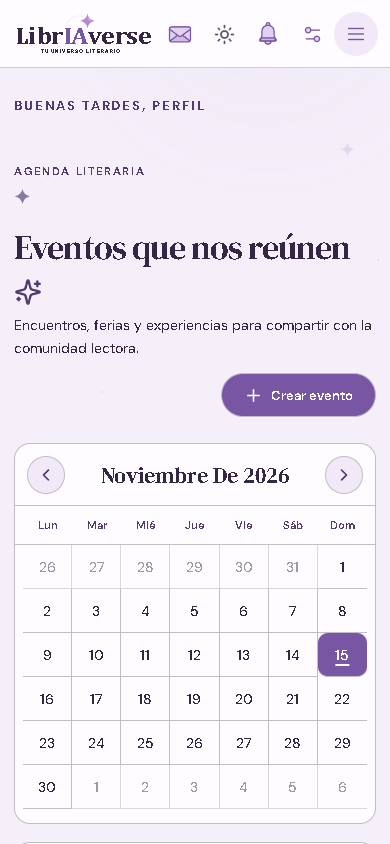 LibrIAverse
TU UNIVERSO LITERARIO
BUENAS TARDES, PERFIL
AGENDA LITERARIA
Eventos que nos reúnen
Encuentros, ferias y experiencias para compartir con la
comunidad lectora.
Crear evento
Noviembre De 2026
Lun Mar Mié Jue Vie Sáb Dom
26 27 28 29 30 31 1
2 3 4 5 6 7 8
9 10 11 12 13 14 15
16 17 18 19 20 21 22
23 24 25 26 27 28 29
30 1 2 3 4 5 6